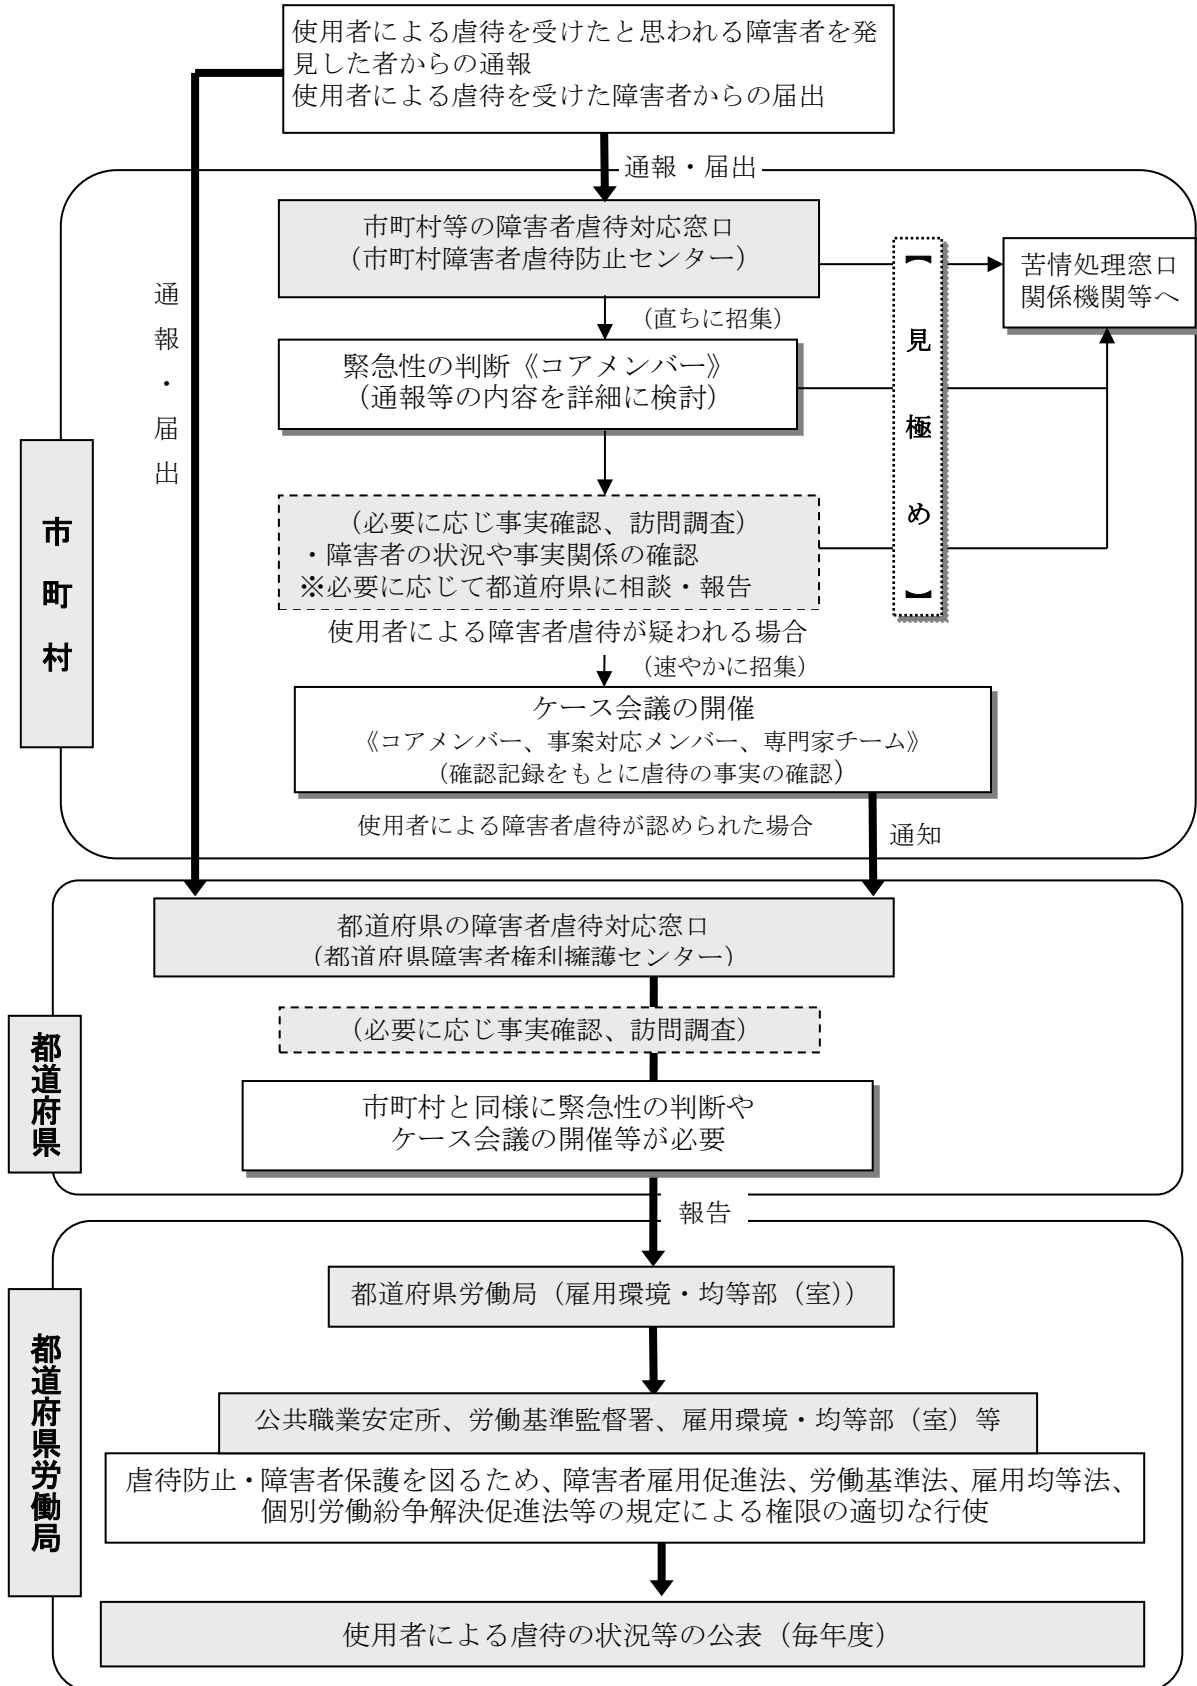 使用者による虐待を受けたと思われる障害者を発
見した者からの通報
使用者による虐待を受けた障害者からの届出
通報・届出
通報・届出
市町村
市町村等の障害者虐待対応窓口
（市町村障害者虐待防止センター）
【見極め】
苦情処理窓口
関係機関等へ
（直ちに招集）
緊急性の判断《コアメンバー》
（通報等の内容を詳細に検討）
（必要に応じ事実確認、訪問調査）
・障害者の状況や事実関係の確認
※必要に応じて都道府県に相談・報告
使用者による障害者虐待が疑われる場合
（速やかに招集）
ケース会議の開催
《コアメンバー、事案対応メンバー、専門家チーム》
（確認記録をもとに虐待の事実の確認）
使用者による障害者虐待が認められた場合
通知
都道府県
都道府県の障害者虐待対応窓口
（都道府県障害者権利擁護センター）
（必要に応じ事実確認、訪問調査）
市町村と同様に緊急性の判断や
ケース会議の開催等が必要
報告
都道府県労働局
都道府県労働局（雇用環境・均等部（室））
公共職業安定所、労働基準監督署、雇用環境・均等部（室）等
虐待防止・障害者保護を図るため、障害者雇用促進法、労働基準法、雇用均等法、
個別労働紛争解決促進法等の規定による権限の適切な行使
使用者による虐待の状況等の公表（毎年度）